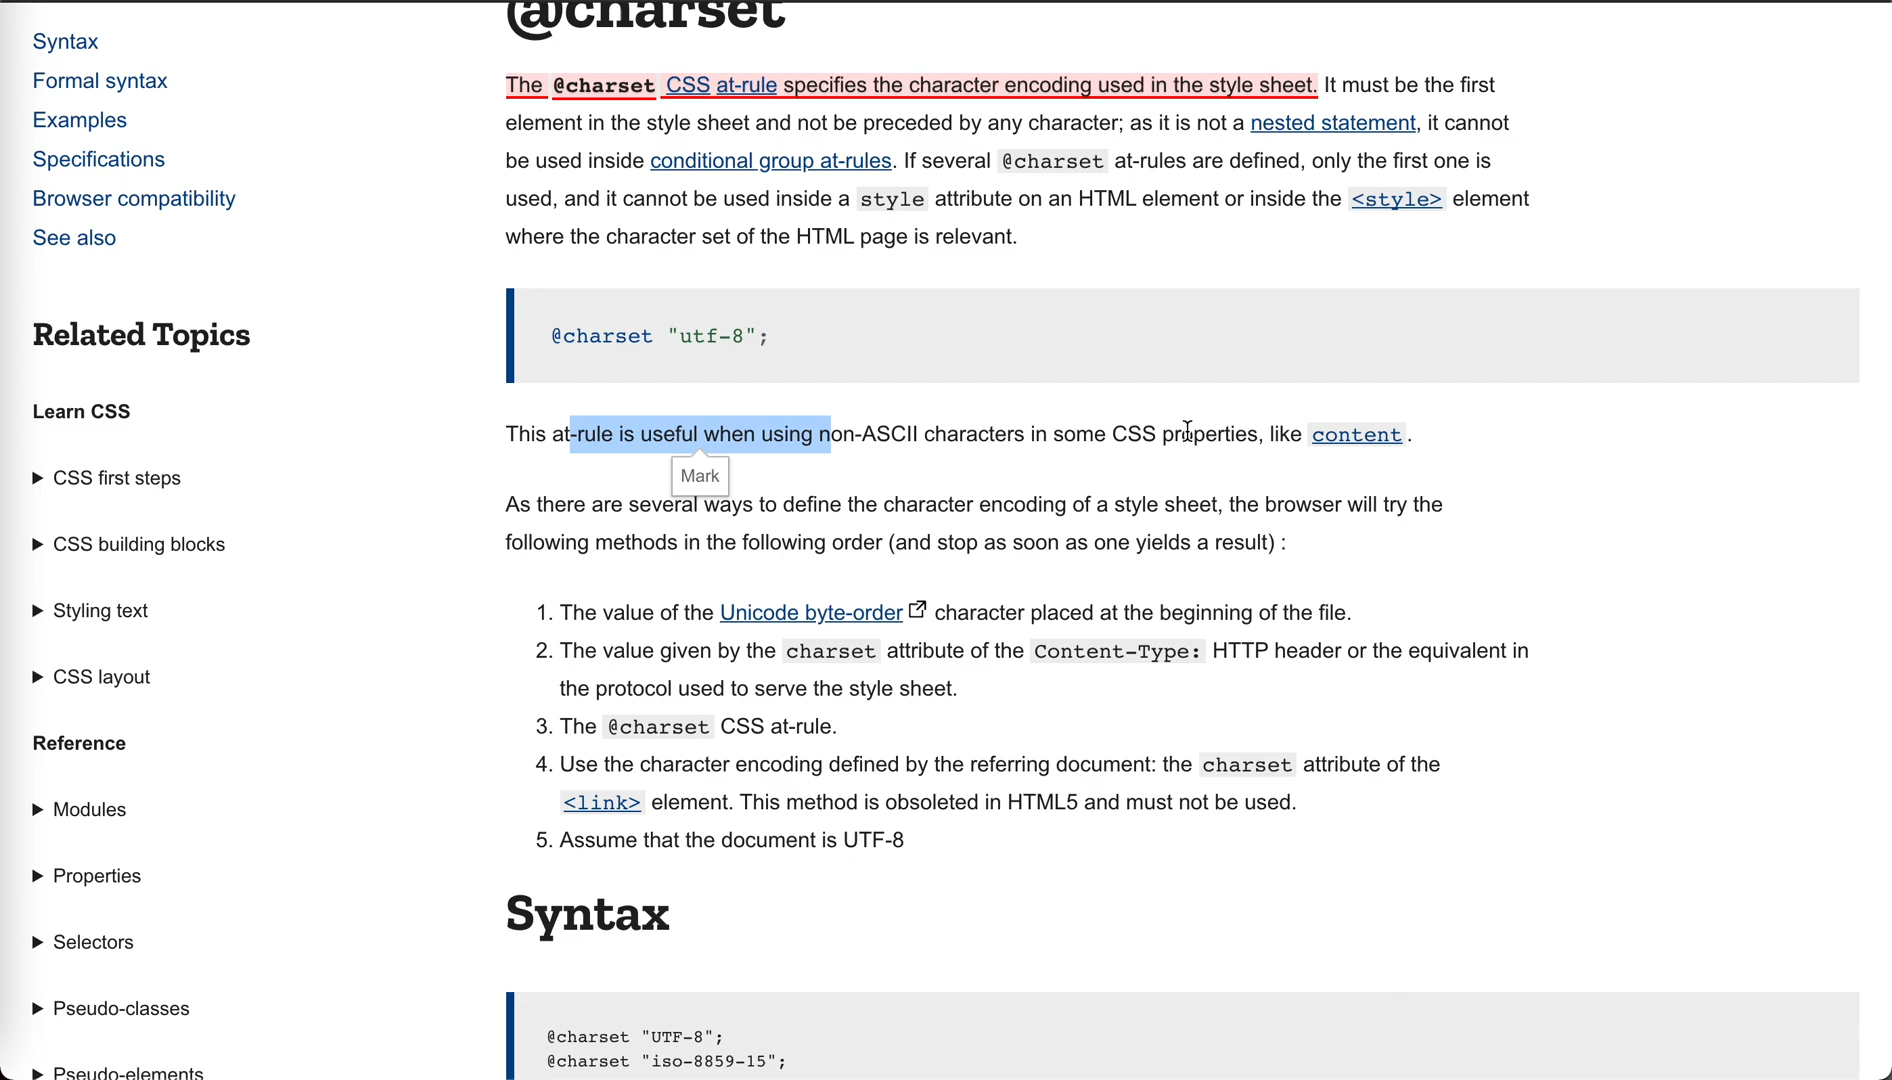 Syntax
Formal syntax
Examples
Specifications
Browser compatibility
See also
Related Topics
Learn CSS
▶ CSS first steps
▶ CSS building blocks
▶ Styling text
▶ CSS layout
Reference
▶ Modules
▶ Properties
▶ Selectors
▶ Pseudo-classes
▶ Pseudo-elements
@charset
The @charset CSS at-rule specifies the character encoding used in the style sheet. It must be the first
element in the style sheet and not be preceded by any character; as it is not a nested statement, it cannot
be used inside conditional group at-rules. If several @charset at-rules are defined, only the first one is
used, and it cannot be used inside a style attribute on an HTML element or inside the <style> element
where the character set of the HTML page is relevant.
@charset "utf-8";
This at-rule is useful when using non-ASCII characters in some CSS properties, like content.
Mark
As there are several ways to define the character encoding of a style sheet, the browser will try the
following methods in the following order (and stop as soon as one yields a result) :
1. The value of the Unicode byte-order character placed at the beginning of the file.
2. The value given by the charset attribute of the Content-Type: HTTP header or the equivalent in
the protocol used to serve the style sheet.
3. The @charset CSS at-rule.
4. Use the character encoding defined by the referring document: the charset attribute of the
<link> element. This method is obsoleted in HTML5 and must not be used.
5. Assume that the document is UTF-8
Syntax
@charset "UTF-8";
@charset "iso-8859-15";